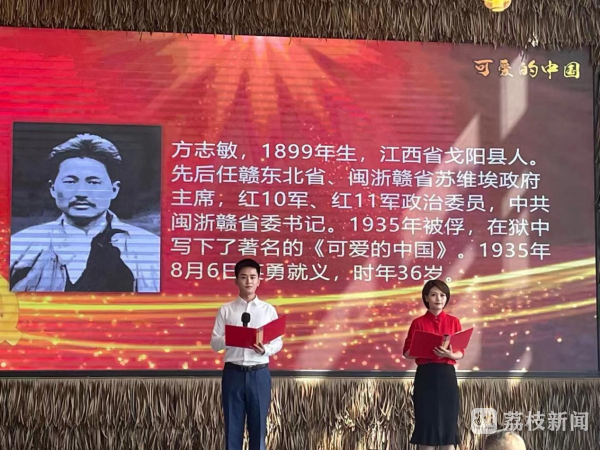 可爱的中国
方志敏，1899年生，江西省戈阳县人。
先后任赣东北省、闽浙赣省苏维埃政府
主席；红10军、红11军政治委员，中共
闽浙赣省委书记。1935年被俘，在狱中
写下了著名的《可爱的中国》。1935年
8月6日 勇就义，时年36岁。
荔枝新闻